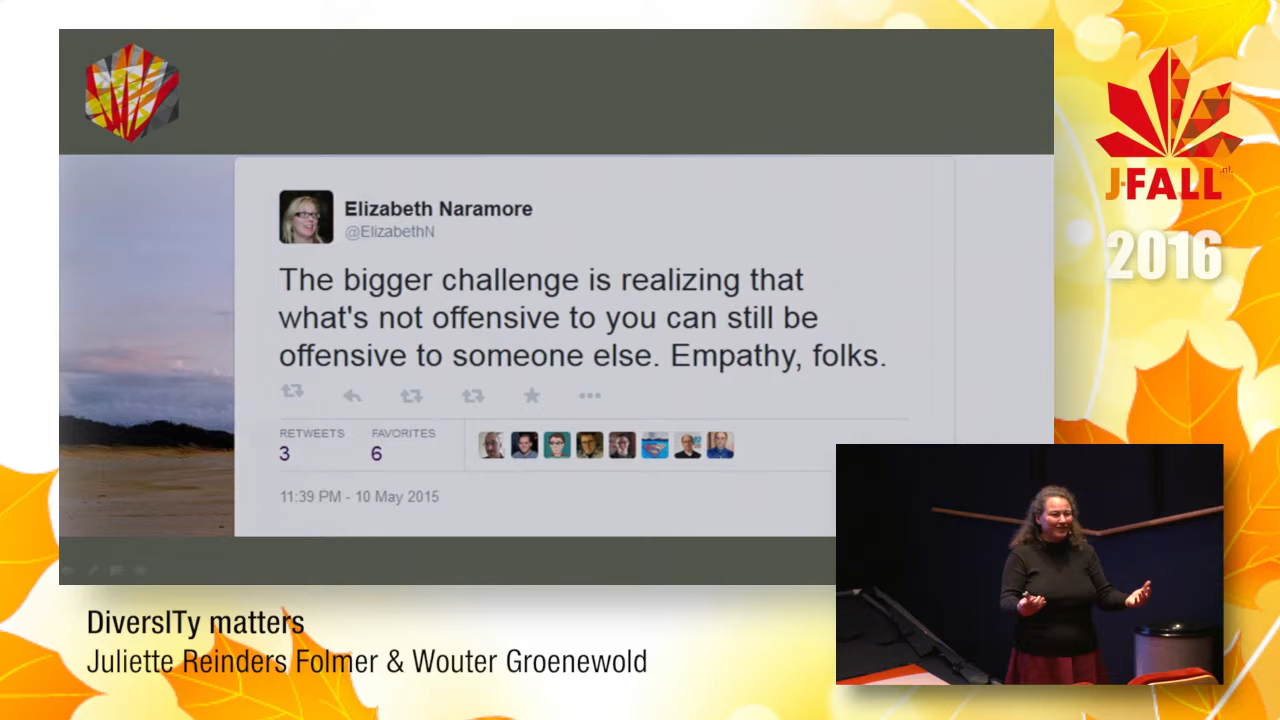 Elizabeth Naramore
@ElizabethN
The bigger challenge is realizing that
what's not offensive to you can still be
offensive to someone else. Empathy, folks.
RETWEETS FAVORITES
3 6
11:39 PM - 10 May 2015
J-FALL.nl
2016
DiversITy matters
Juliette Reinders Folmer & Wouter Groenewold